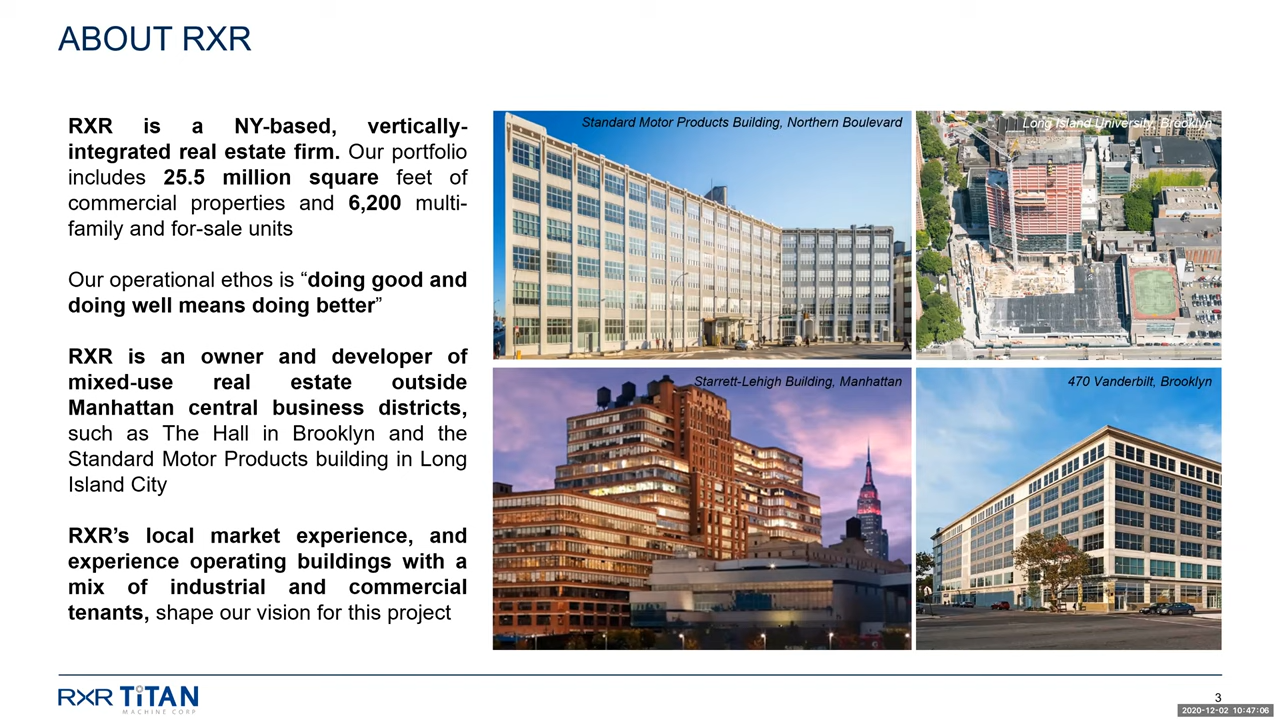 ABOUT RXR
RXR is a NY-based, vertically-
integrated real estate firm. Our portfolio
includes 25.5 million square feet of
commercial properties and 6,200 multi-
family and for-sale units
Our operational ethos is “doing good and
doing well means doing better”
RXR is an owner and developer of
mixed-use real estate outside
Manhattan central business districts,
such as The Hall in Brooklyn and the
Standard Motor Products building in Long
Island City
RXR’s local market experience, and
experience operating buildings with a
mix of industrial and commercial
tenants, shape our vision for this project
Standard Motor Products Building, Northern Boulevard
Long Island University, Brooklyn
Starrett-Lehigh Building, Manhattan
470 Vanderbilt, Brooklyn
RXR TiTAN
MACHINE CORP
3
2020-12-02 10:47:06